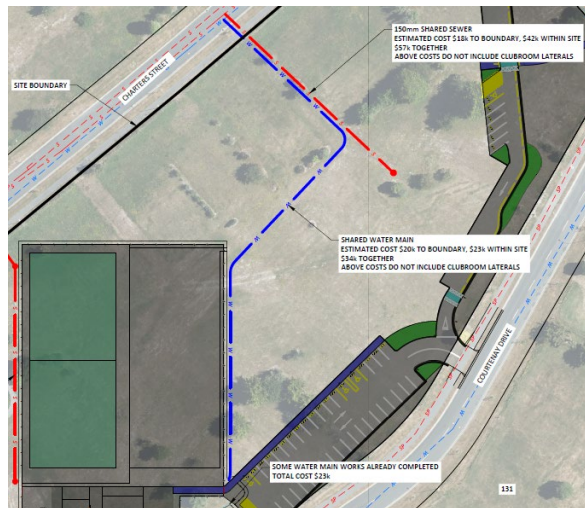 150mm SHARED SEWER
ESTIMATED COST $16k TO BOUNDARY, $42k WITHIN SITE
$57k TOGETHER
ABOVE COSTS DO NOT INCLUDE CLUBROOM LATERALS
SITE BOUNDARY
CHARTERS STREET
SHARED WATER MAIN
ESTIMATED COST $20k TO BOUNDARY, $23k WITHIN SITE
$34k TOGETHER
ABOVE COSTS DO NOT INCLUDE CLUBROOM LATERALS
COURTENAY DRIVE
SOME WATER MAIN WORKS ALREADY COMPLETED
TOTAL COST $23k
131